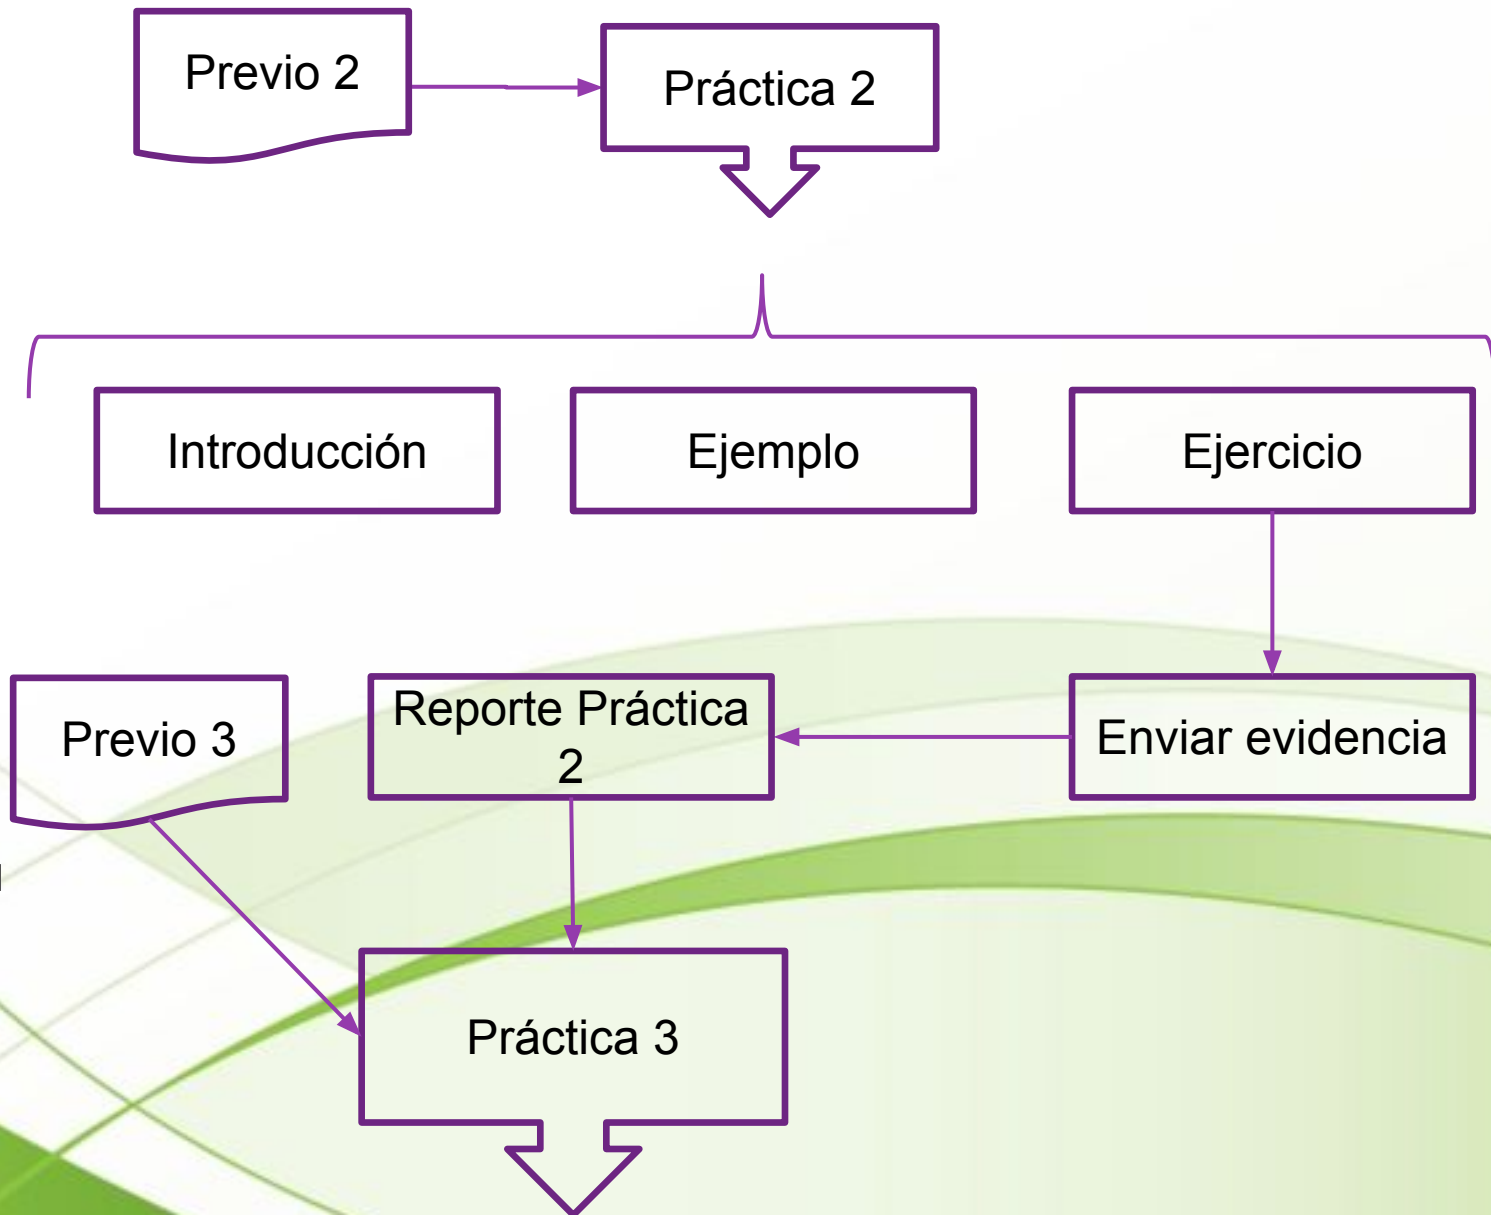 Previo 2
Práctica 2
Introducción
Ejemplo
Ejercicio
Previo 3
Reporte Práctica
2
Enviar evidencia
Práctica 3